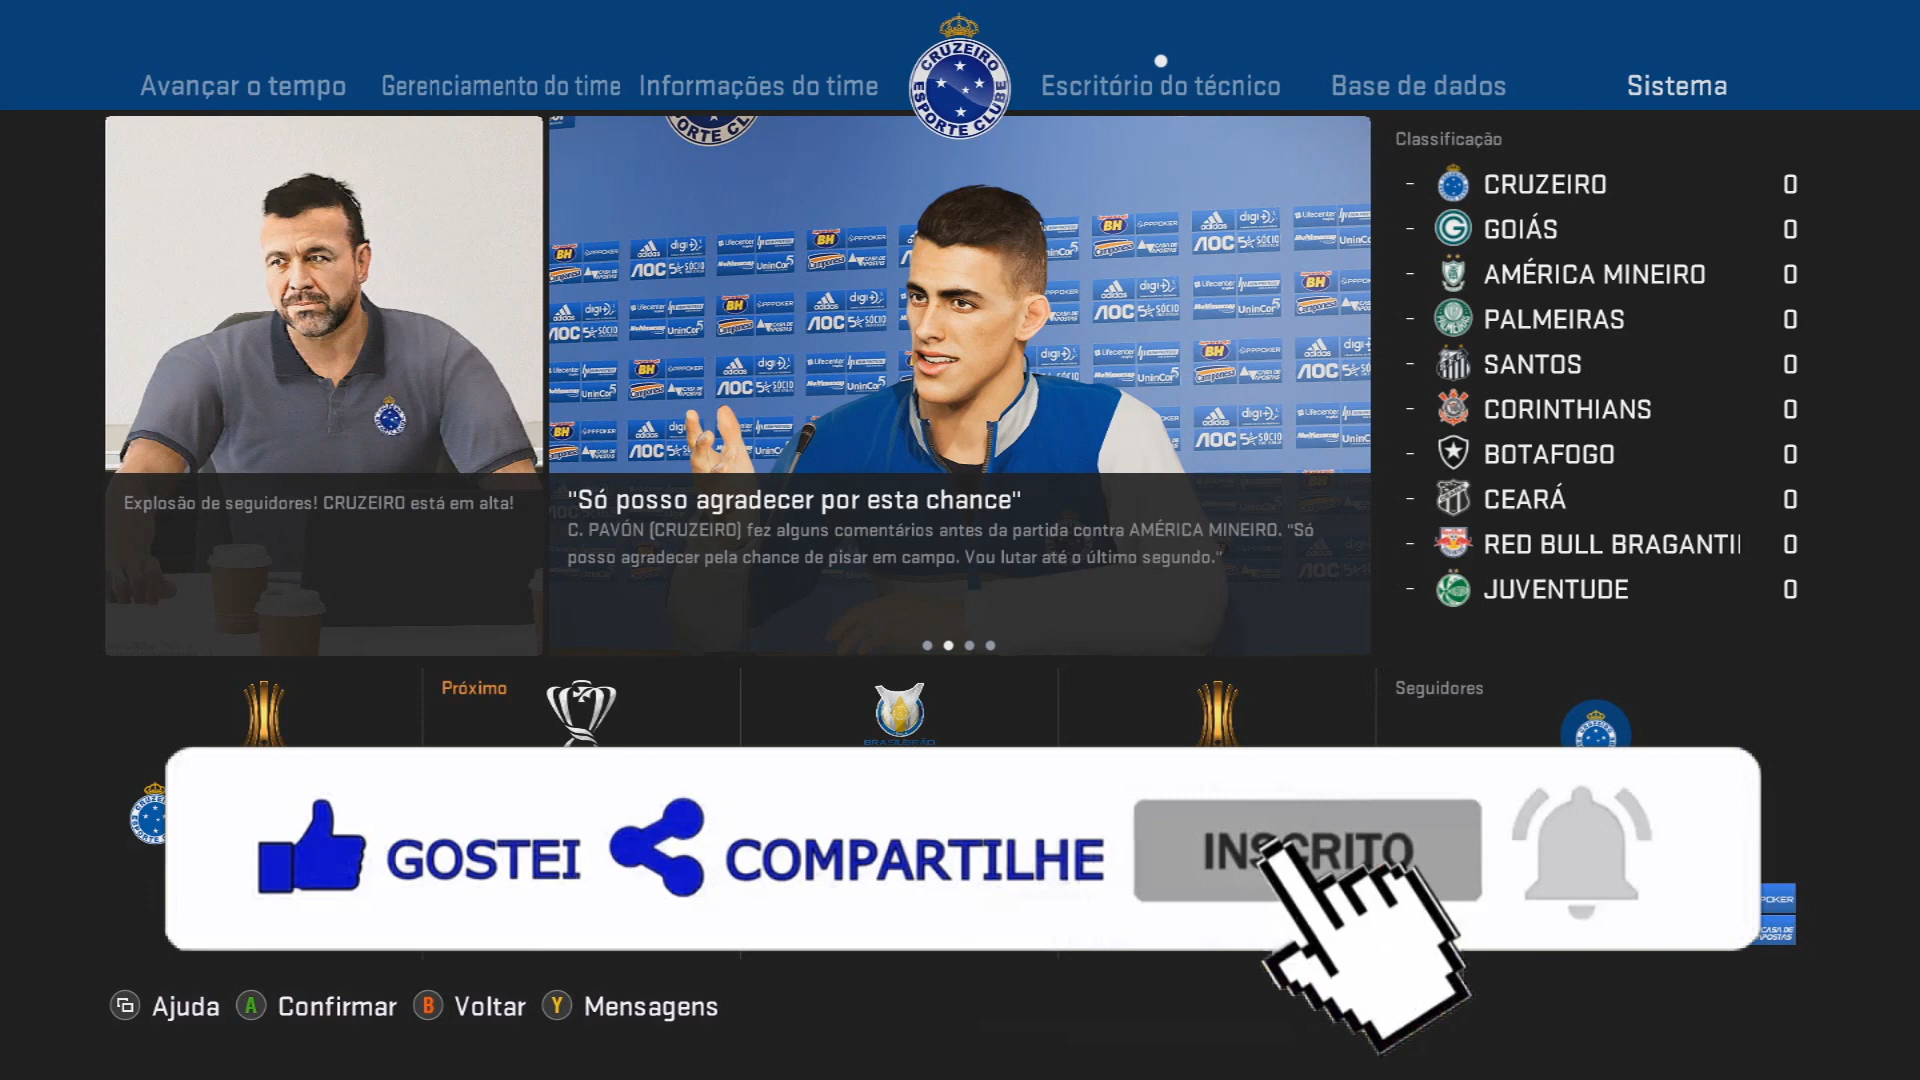 Avançar o tempo
Gerenciamento do time
Informações do time
CRUZEIRO
ESPORTE CLUBE
Escritório do técnico
Base de dados
Sistema
Explosão de seguidores! CRUZEIRO está em alta!
"Só posso agradecer por esta chance"
C. PAVÓN (CRUZEIRO) fez alguns comentários antes da partida contra AMÉRICA MINEIRO. "Só
posso agradecer pela chance de pisar em campo. Vou lutar até o último segundo."
Classificação
- CRUZEIRO 0
- GOIÁS 0
- AMÉRICA MINEIRO 0
- PALMEIRAS 0
- SANTOS 0
- CORINTHIANS 0
- BOTAFOGO 0
- CEARÁ 0
- RED BULL BRAGANTI 0
- JUVENTUDE 0
Próximo
Seguidores
GOSTEI
COMPARTILHE
INSCRITO
Ajuda
A Confirmar
B Voltar
Y Mensagens